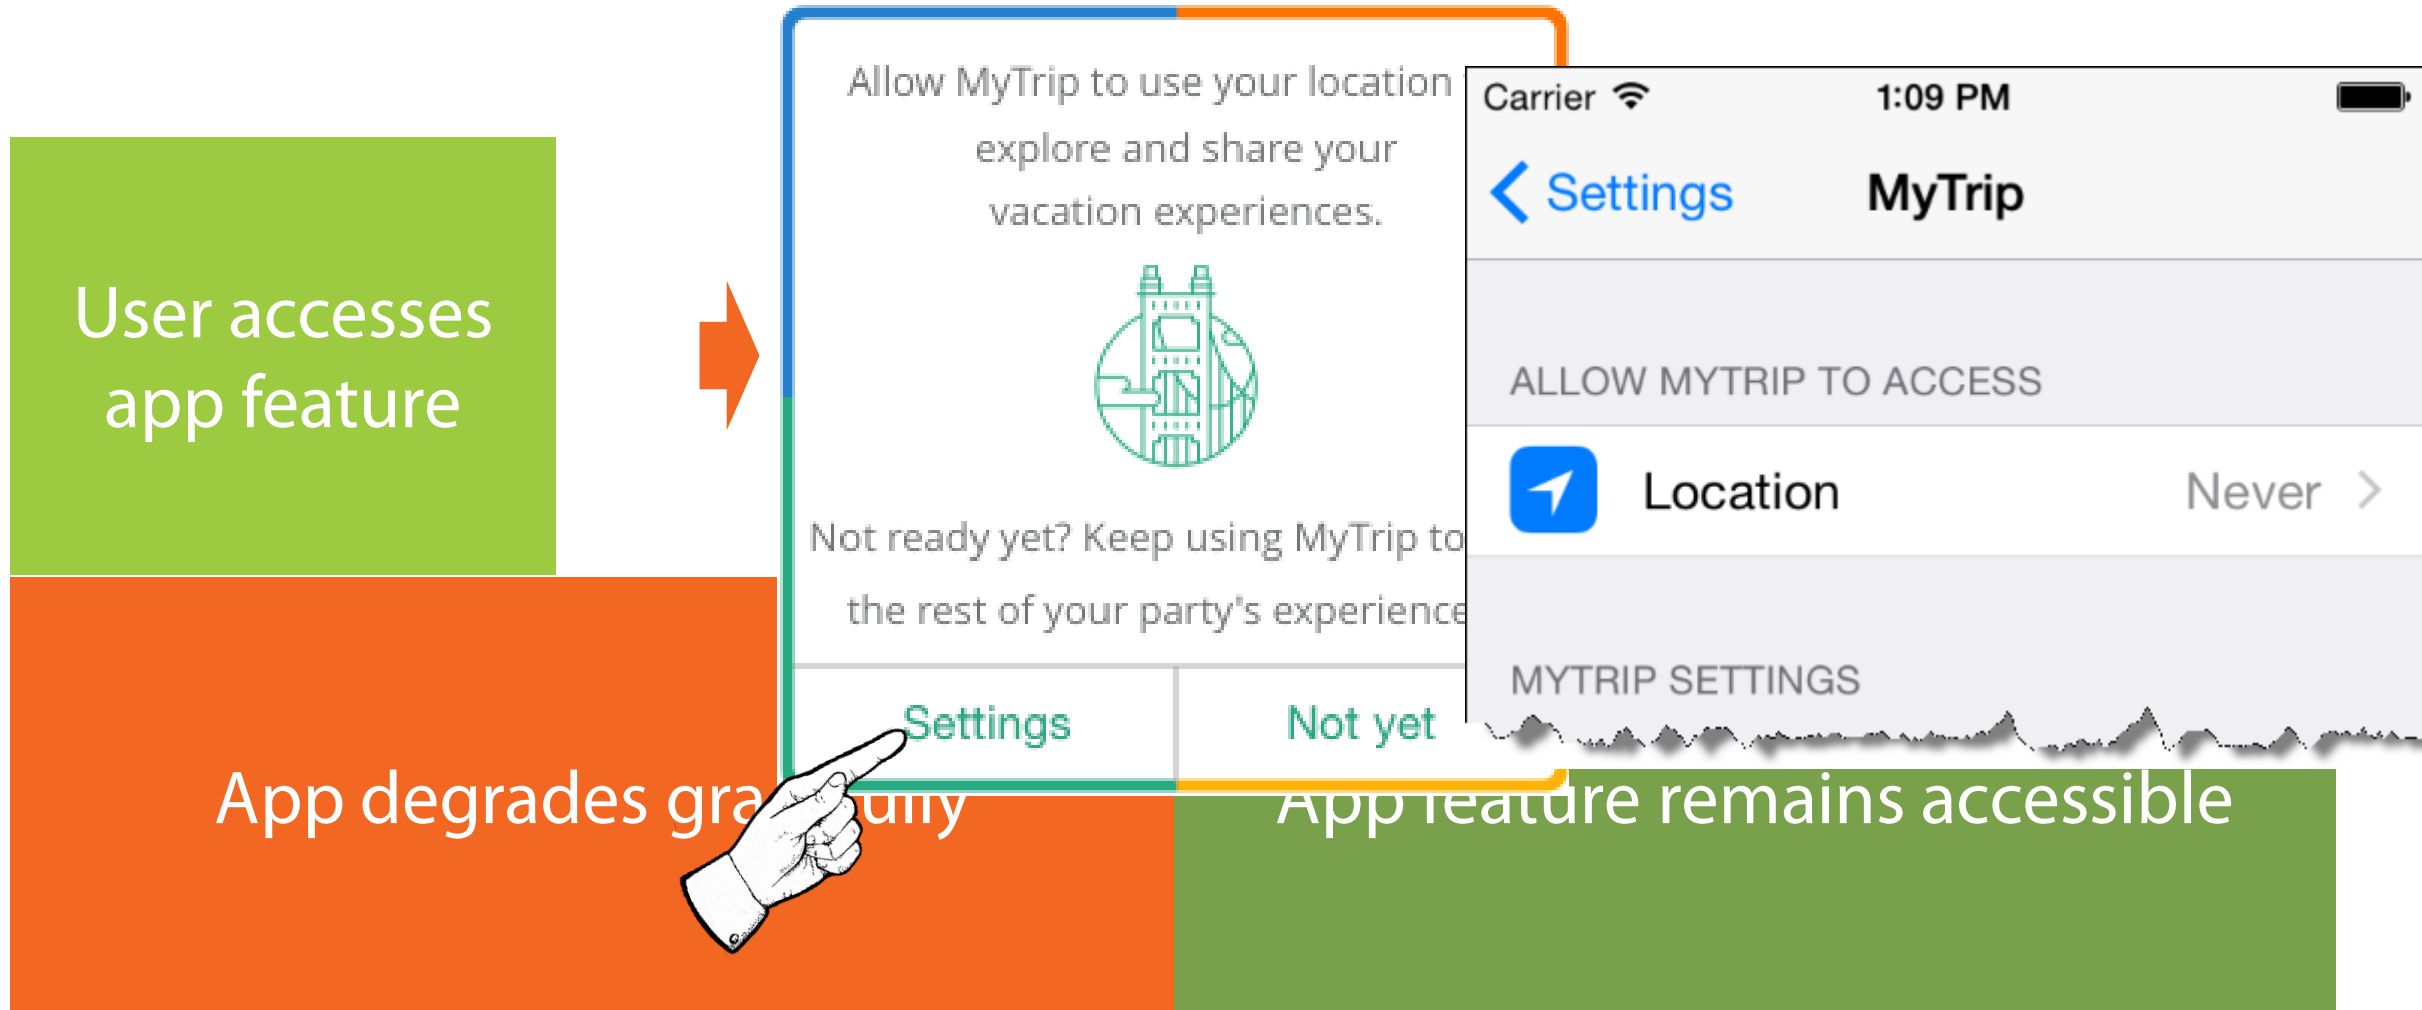 User accesses
app feature
Allow MyTrip to use your location
explore and share your
vacation experiences.
Not ready yet? Keep using MyTrip to
the rest of your party's experience
Settings
Not yet
Carrier
1:09 PM
Settings
MyTrip
ALLOW MYTRIP TO ACCESS
Location
Never
MYTRIP SETTINGS
App degrades
App feature remains accessible